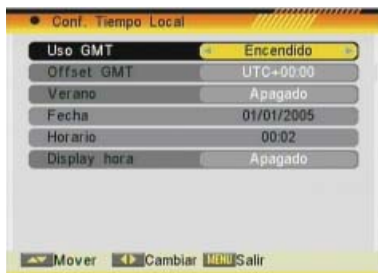 Conf. Tiempo Local
Uso GMT Encendido
Offset GMT UTC+00:00
Verano Apagado
Fecha 01/01/2005
Horario 00:02
Display hora Apagado
Mover Cambiar MENU Salir